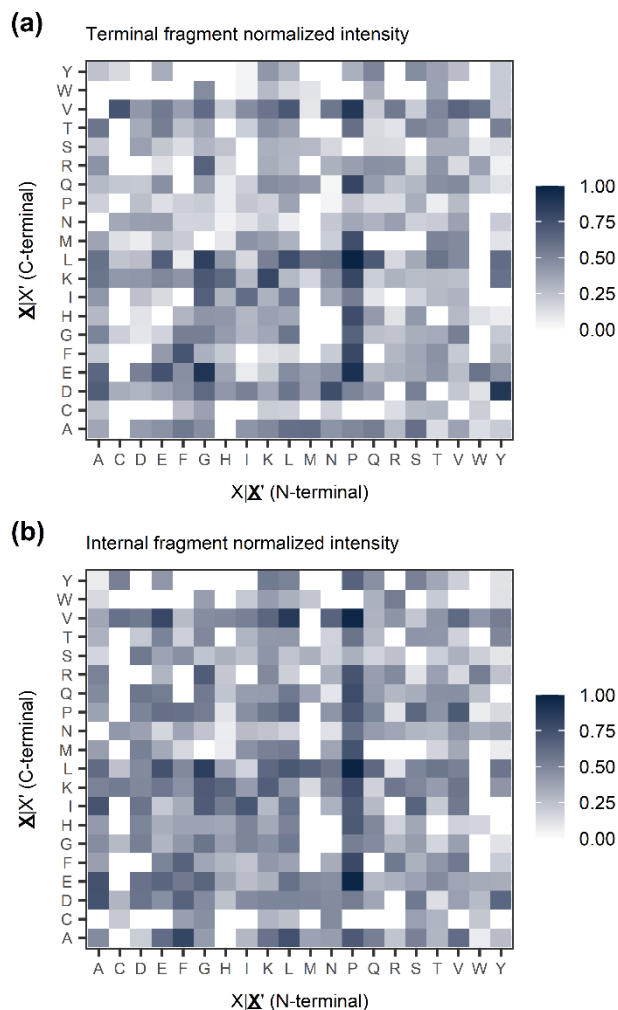 (a)
Terminal fragment normalized intensity
Y
W
V
T
S
R
Q
P
N
M
L
K
I
H
G
F
E
D
C
A
X|X' (C-terminal)
A C D E F G H I K L M N P Q R S T V W Y
X|X' (N-terminal)
1.00
0.75
0.50
0.25
0.00
(b)
Internal fragment normalized intensity
Y
W
V
T
S
R
Q
P
N
M
L
K
I
H
G
F
E
D
C
A
X|X' (C-terminal)
A C D E F G H I K L M N P Q R S T V W Y
X|X' (N-terminal)
1.00
0.75
0.50
0.25
0.00